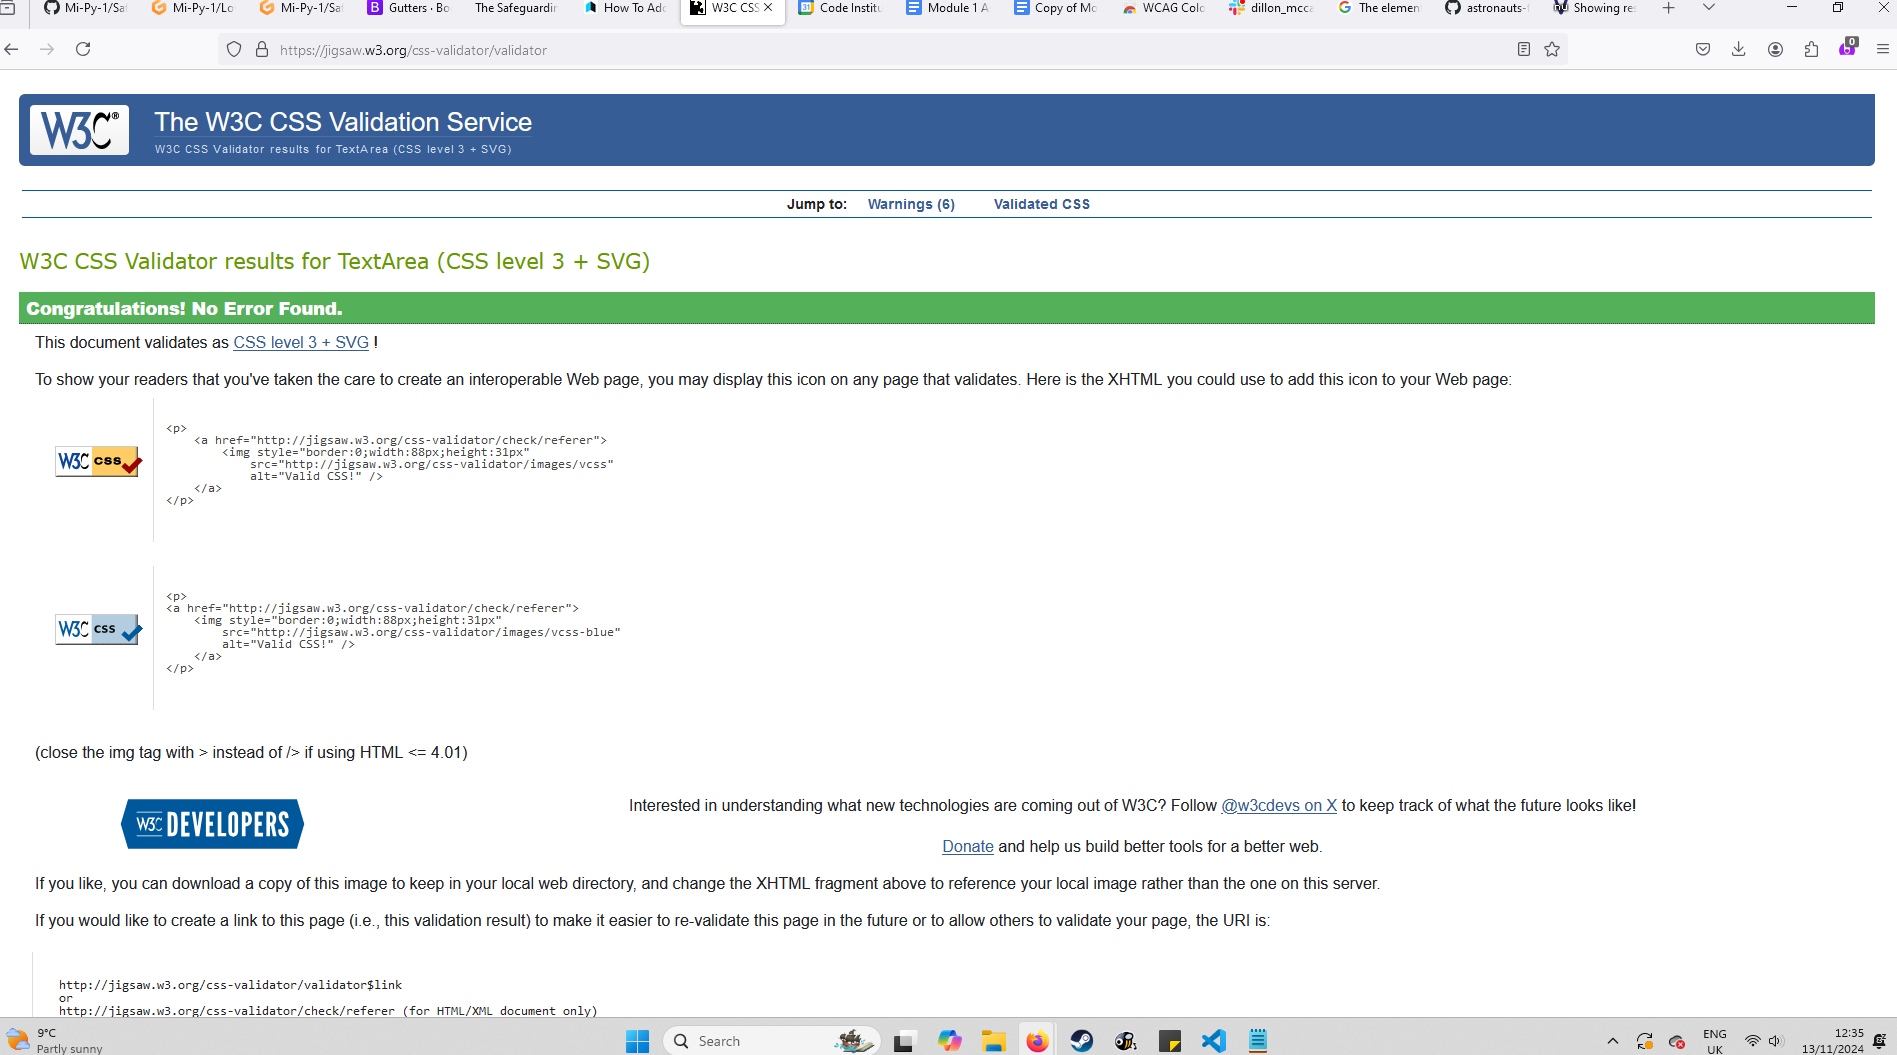 Mi-Py-1/Saf
Mi-Py-1/Lo
Mi-Py-1/Saf
Gutters · Bo
The Safeguardin
How To Add
W3C CSS
Code Institu
Module 1 A
Copy of Mo
WCAG Colo
dillon_mcca
The elemen
astronauts-
Showing res
https://jigsaw.w3.org/css-validator/validator
0
W3C®
The W3C CSS Validation Service
W3C CSS Validator results for TextArea (CSS level 3 + SVG)
Jump to: Warnings (6) Validated CSS
W3C CSS Validator results for TextArea (CSS level 3 + SVG)
Congratulations! No Error Found.
This document validates as CSS level 3 + SVG !
To show your readers that you've taken the care to create an interoperable Web page, you may display this icon on any page that validates. Here is the XHTML you could use to add this icon to your Web page:
W3C css
<p>
<a href="http://jigsaw.w3.org/css-validator/check/referer">
<img style="border:0;width:88px;height:31px"
src="http://jigsaw.w3.org/css-validator/images/vcss"
alt="Valid CSS!" />
</a>
</p>
W3C css
<p>
<a href="http://jigsaw.w3.org/css-validator/check/referer">
<img style="border:0;width:88px;height:31px"
src="http://jigsaw.w3.org/css-validator/images/vcss-blue"
alt="Valid CSS!" />
</a>
</p>
(close the img tag with > instead of /> if using HTML <= 4.01)
W3C DEVELOPERS
Interested in understanding what new technologies are coming out of W3C? Follow @w3cdevs on X to keep track of what the future looks like!
Donate and help us build better tools for a better web.
If you like, you can download a copy of this image to keep in your local web directory, and change the XHTML fragment above to reference your local image rather than the one on this server.
If you would like to create a link to this page (i.e., this validation result) to make it easier to re-validate this page in the future or to allow others to validate your page, the URI is:
http://jigsaw.w3.org/css-validator/validator$link
or
http://jigsaw.w3.org/css-validator/check/referer (for HTML/XML document only)
9°C
Partly sunny
Search
ENG
UK
12:35
13/11/2024